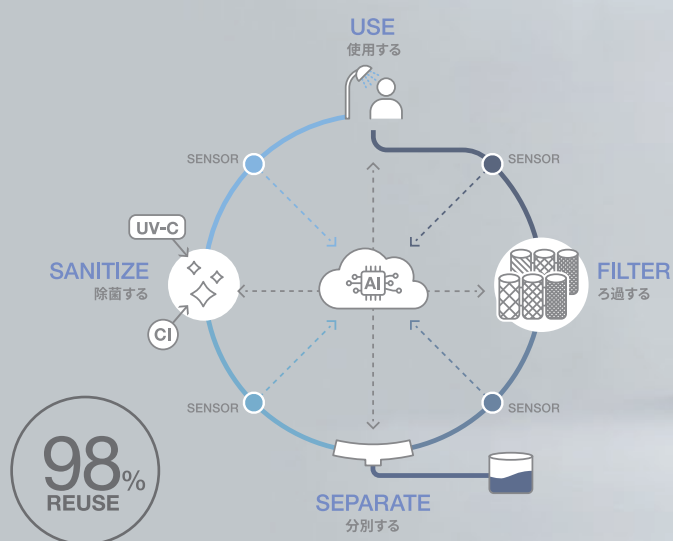 USE
使用する
SENSOR
SENSOR
UV-C
SANITIZE
除菌する
AI
FILTER
ろ過する
CI
SENSOR
SENSOR
98%
REUSE
SEPARATE
分別する